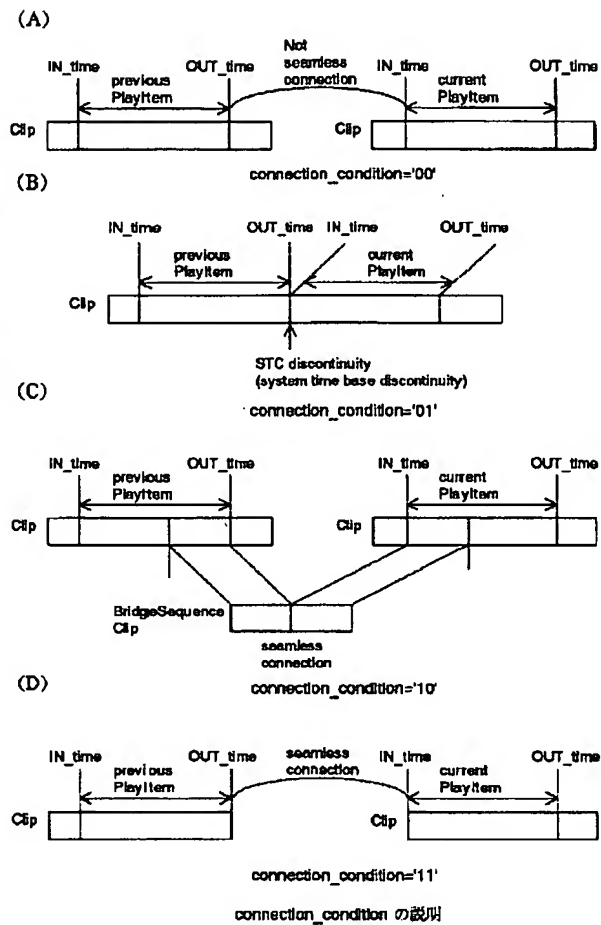 (A)
Not
seamless
connection
IN_time
OUT_time
IN_time
OUT_time
previous
PlayItem
current
PlayItem
Clip
Clip
connection_condition='00'
(B)
IN_time
OUT_time
IN_time
OUT_time
previous
PlayItem
current
PlayItem
Clip
STC discontinuity
(system time base discontinuity)
connection_condition='01'
(C)
IN_time
OUT_time
IN_time
OUT_time
previous
PlayItem
current
PlayItem
Clip
Clip
BridgeSequence
Clip
seamless
connection
connection_condition='10'
(D)
IN_time
OUT_time
seamless
connection
IN_time
OUT_time
previous
PlayItem
current
PlayItem
Clip
Clip
connection_condition='11'
connection_condition の説明